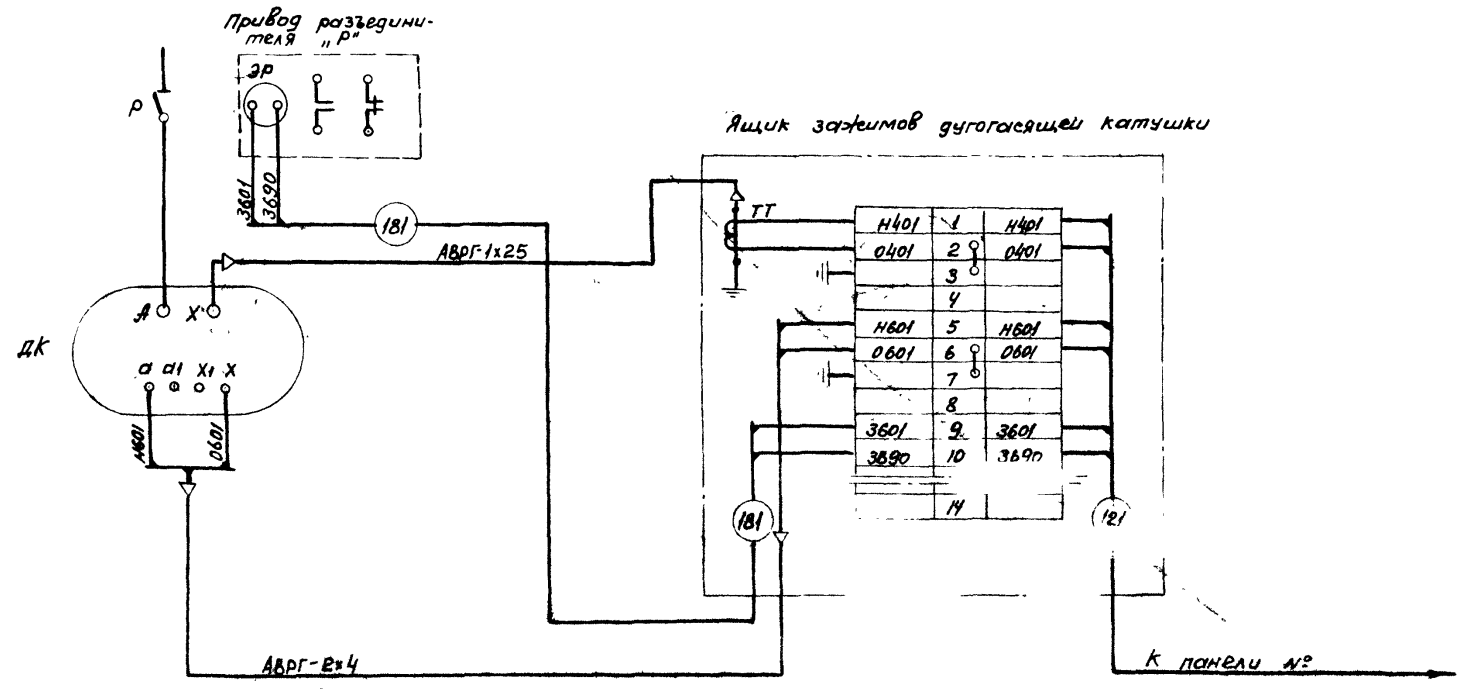 Привод разъедини-
теля „Р"
ЭР
Р
3601
3690
181
АВРГ-1х25
Ящик зажимов дугогасящей катушки
ТТ
Н401 1 Н401
0401 2 0401
3
4
Н601 5 Н601
0601 6 0601
7
8
3601 9 3601
3690 10 3690
14
А Х
ДК
а а1 х1 х
Н601
0601
181
121
АВРГ-2х4
К панели №